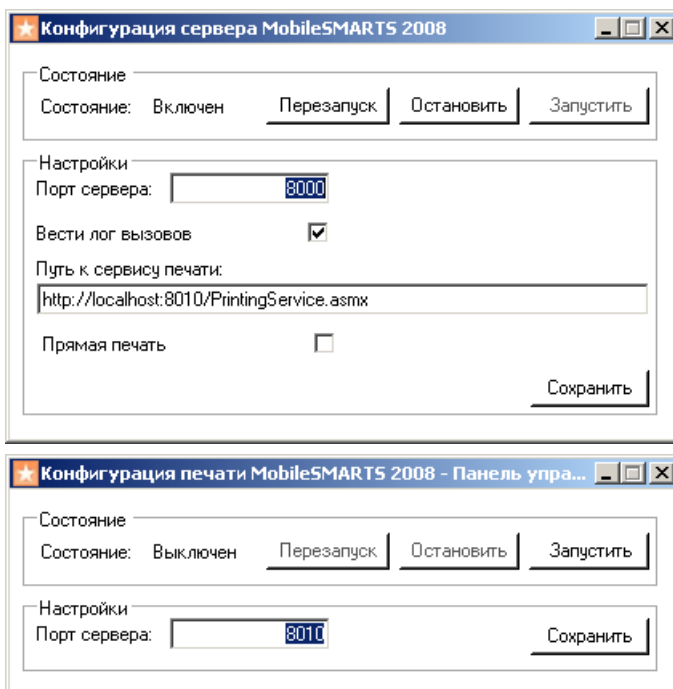 Конфигурация сервера MobileSMARTS 2008
Состояние
Состояние: Включен Перезапуск Остановить Запустить
Настройки
Порт сервера: 8000
Вести лог вызовов
Путь к сервису печати:
http://localhost:8010/PrintingService.asmx
Прямая печать
Сохранить
Конфигурация печати MobileSMARTS 2008 - Панель упра...
Состояние
Состояние: Выключен Перезапуск Остановить Запустить
Настройки
Порт сервера: 8010 Сохранить